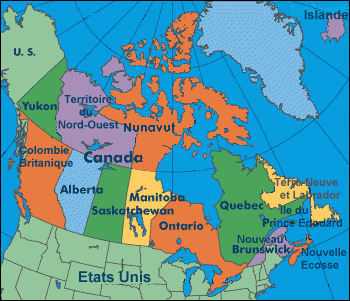 Islande
U. S.
Yukon
Territoire
du
Nord-Ouest
Nunavut
Colombie
Britanique
Canada
Alberta
Saskatchewan
Manitoba
Ontario
Quebec
Terre-Neuve
et Labrador
Ile du
Prince Edouard
Nouveau
Brunswick
Nouvelle
Ecosse
Etats Unis